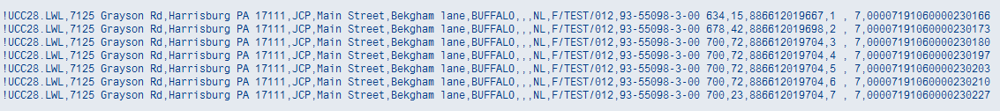 !UCC28.LWL,7125 Grayson Rd,Harrisburg PA 17111,JCP,Main Street,Bekgham lane,BUFFALO,,,NL,F/TEST/012,93-55098-3-00 634,15,886612019667,1 , 7,00007191060000230166
!UCC28.LWL,7125 Grayson Rd,Harrisburg PA 17111,JCP,Main Street,Bekgham lane,BUFFALO,,,NL,F/TEST/012,93-55098-3-00 678,42,886612019698,2 , 7,00007191060000230173
!UCC28.LWL,7125 Grayson Rd,Harrisburg PA 17111,JCP,Main Street,Bekgham lane,BUFFALO,,,NL,F/TEST/012,93-55098-3-00 700,72,886612019704,3 , 7,00007191060000230180
!UCC28.LWL,7125 Grayson Rd,Harrisburg PA 17111,JCP,Main Street,Bekgham lane,BUFFALO,,,NL,F/TEST/012,93-55098-3-00 700,72,886612019704,4 , 7,00007191060000230197
!UCC28.LWL,7125 Grayson Rd,Harrisburg PA 17111,JCP,Main Street,Bekgham lane,BUFFALO,,,NL,F/TEST/012,93-55098-3-00 700,72,886612019704,5 , 7,00007191060000230203
!UCC28.LWL,7125 Grayson Rd,Harrisburg PA 17111,JCP,Main Street,Bekgham lane,BUFFALO,,,NL,F/TEST/012,93-55098-3-00 700,72,886612019704,6 , 7,00007191060000230210
!UCC28.LWL,7125 Grayson Rd,Harrisburg PA 17111,JCP,Main Street,Bekgham lane,BUFFALO,,,NL,F/TEST/012,93-55098-3-00 700,23,886612019704,7 , 7,00007191060000230227